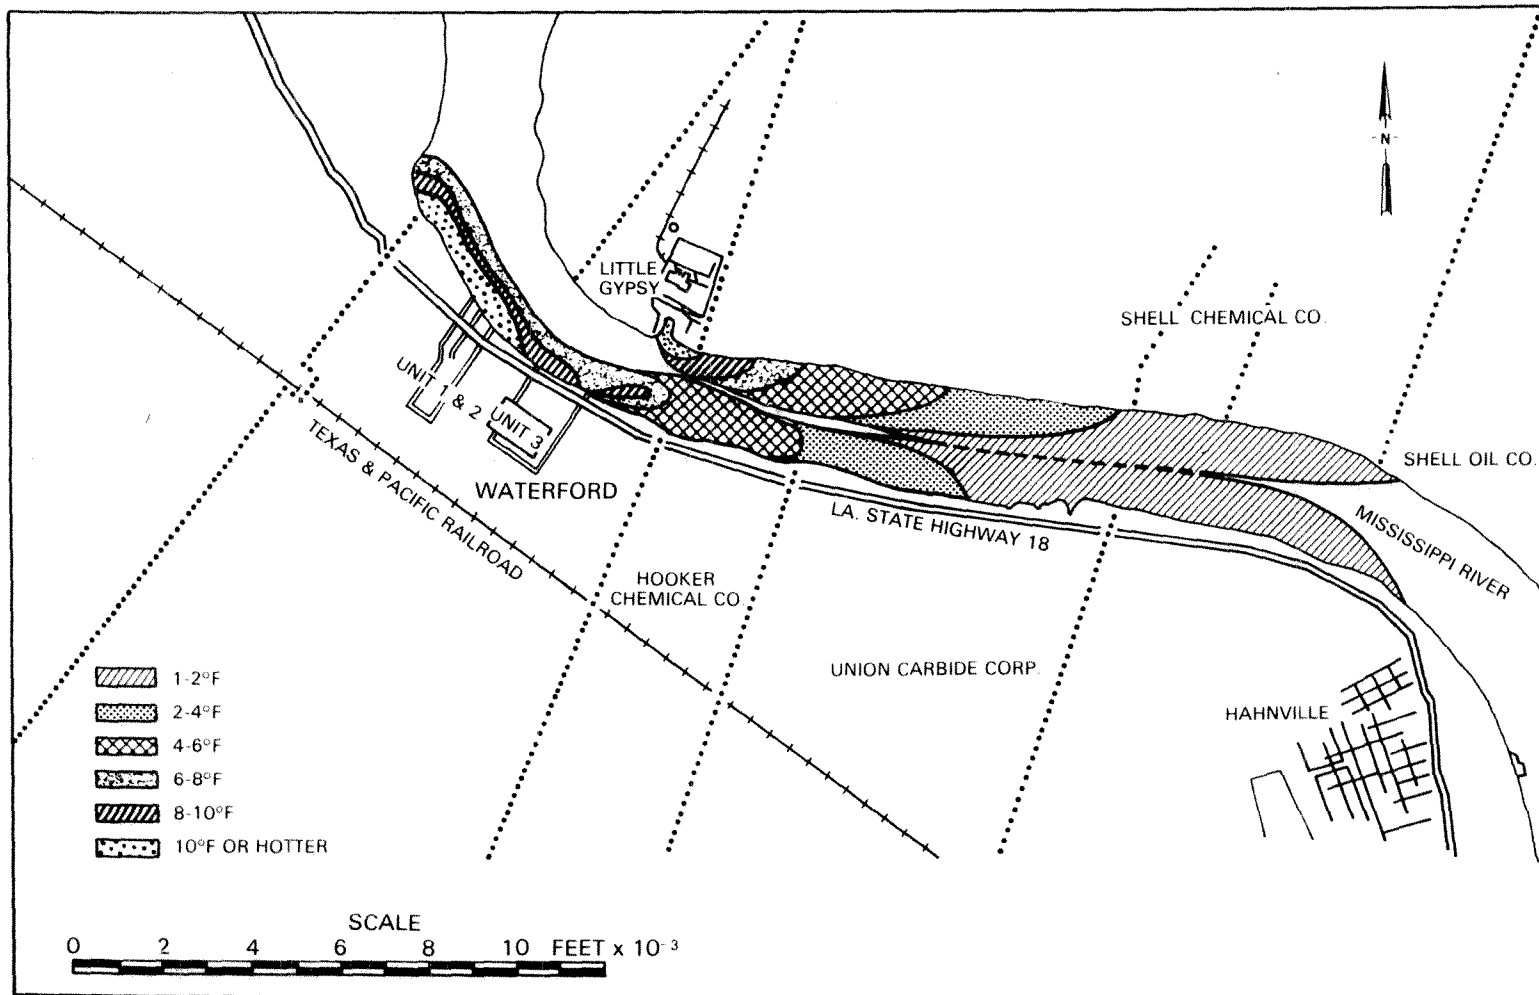 N
LITTLE
GYPSY
SHELL CHEMICAL CO.
UNIT 1 & 2
UNIT 3
SHELL OIL CO.
WATERFORD
MISSISSIPPI RIVER
LA. STATE HIGHWAY 18
TEXAS & PACIFIC RAILROAD
HOOKER
CHEMICAL CO.
UNION CARBIDE CORP.
HAHNVILLE
1-2°F
2-4°F
4-6°F
6-8°F
8-10°F
10°F OR HOTTER
SCALE
0 2 4 6 8 10 FEET x 10⁻³